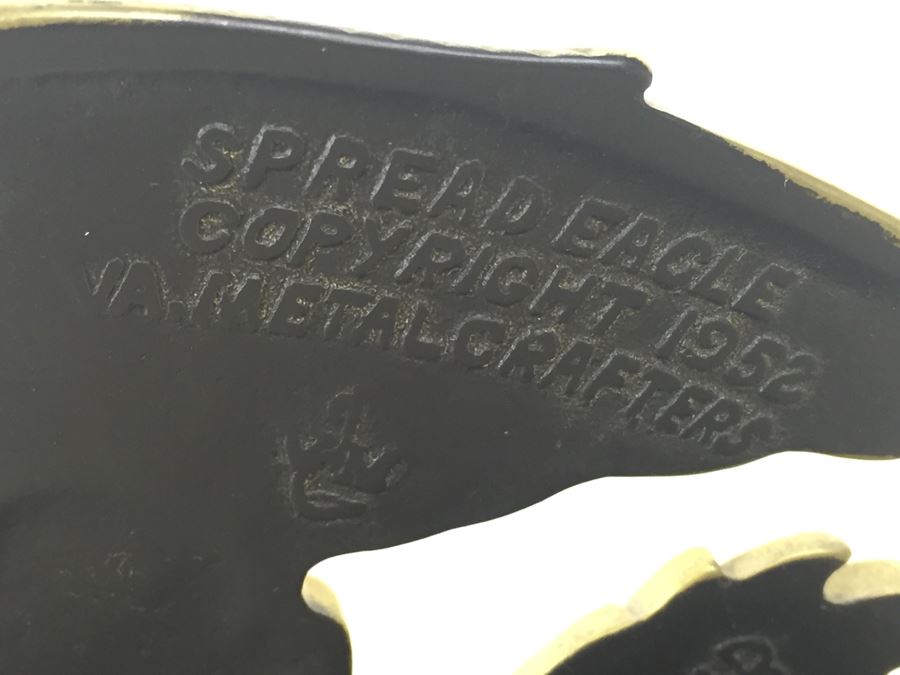 SPREAD EAGLE
COPYRIGHT 1952
VA. METALCRAFTERS